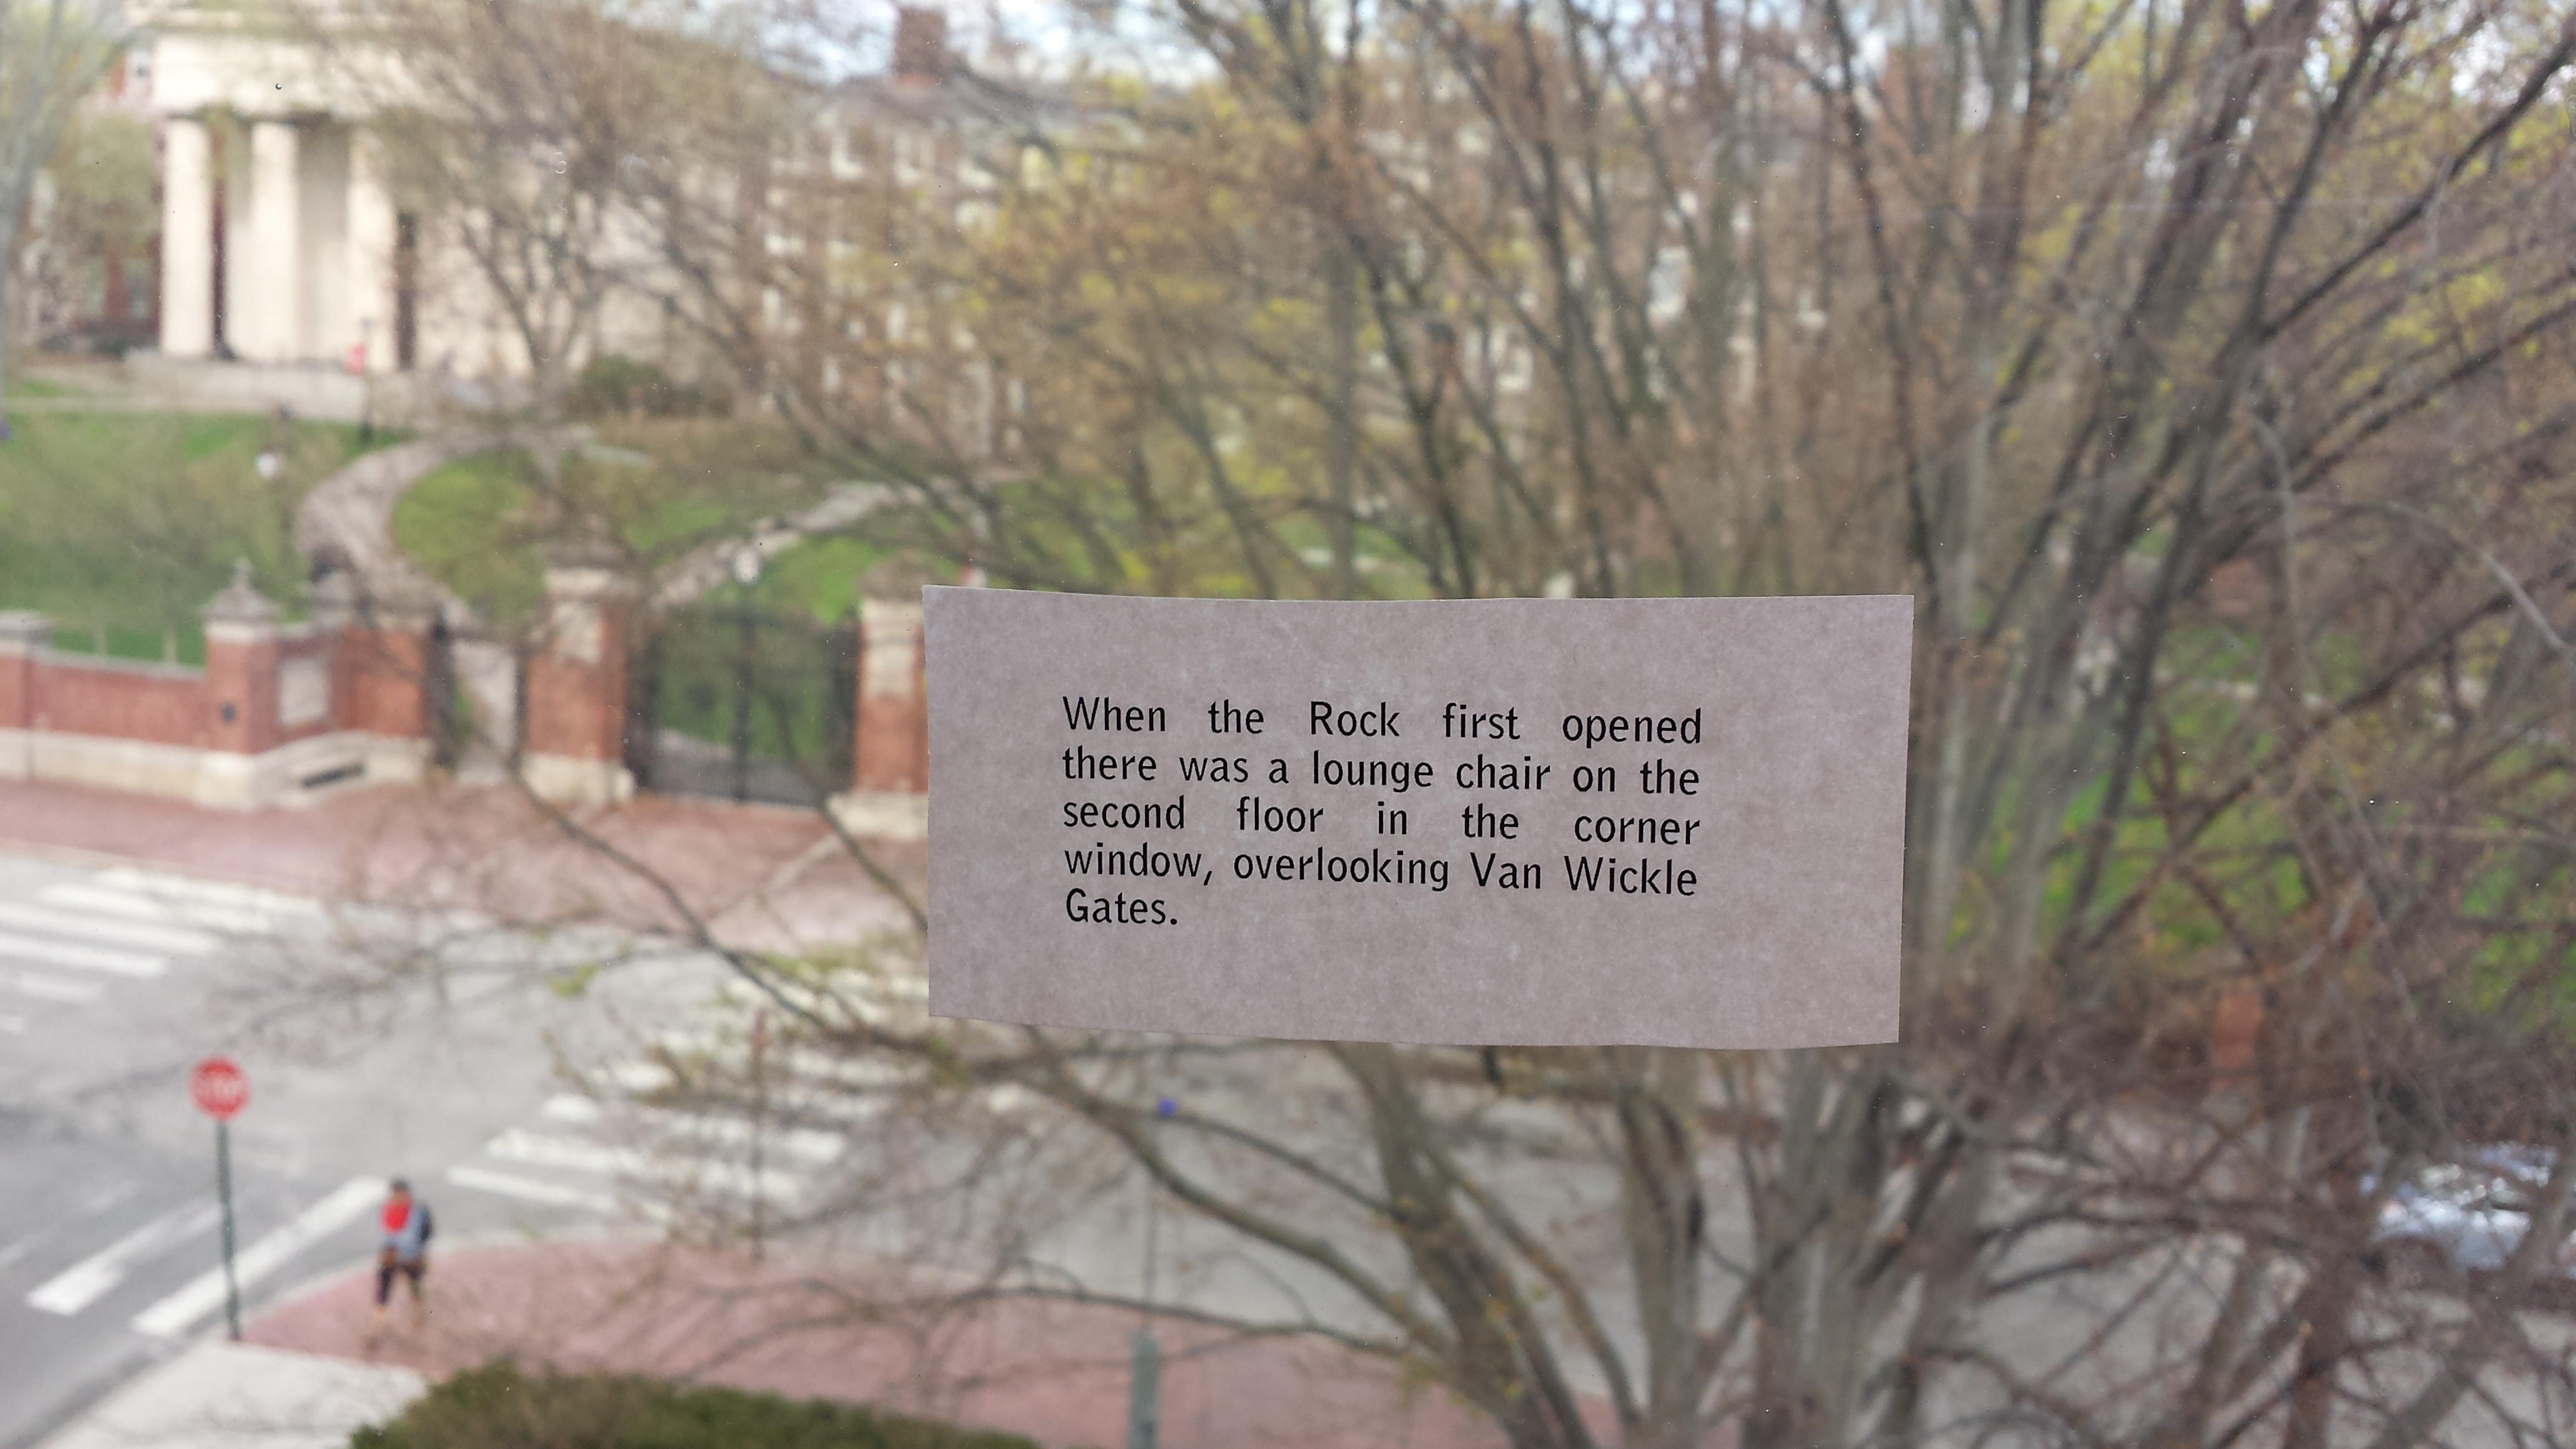 When the Rock first opened
there was a lounge chair on the
second floor in the corner
window, overlooking Van Wickle
Gates.
STOP